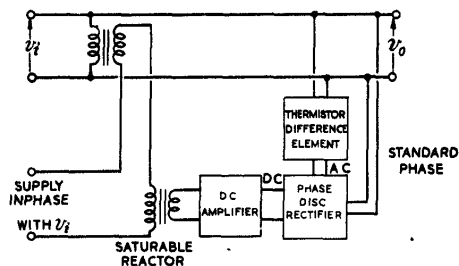 vi
vo
THERMISTOR
DIFFERENCE
ELEMENT
STANDARD
PHASE
SUPPLY
INPHASE
WITH vi
SATURABLE
REACTOR
DC
AMPLIFIER
DC
AC
PHASE
DISC
RECTIFIER